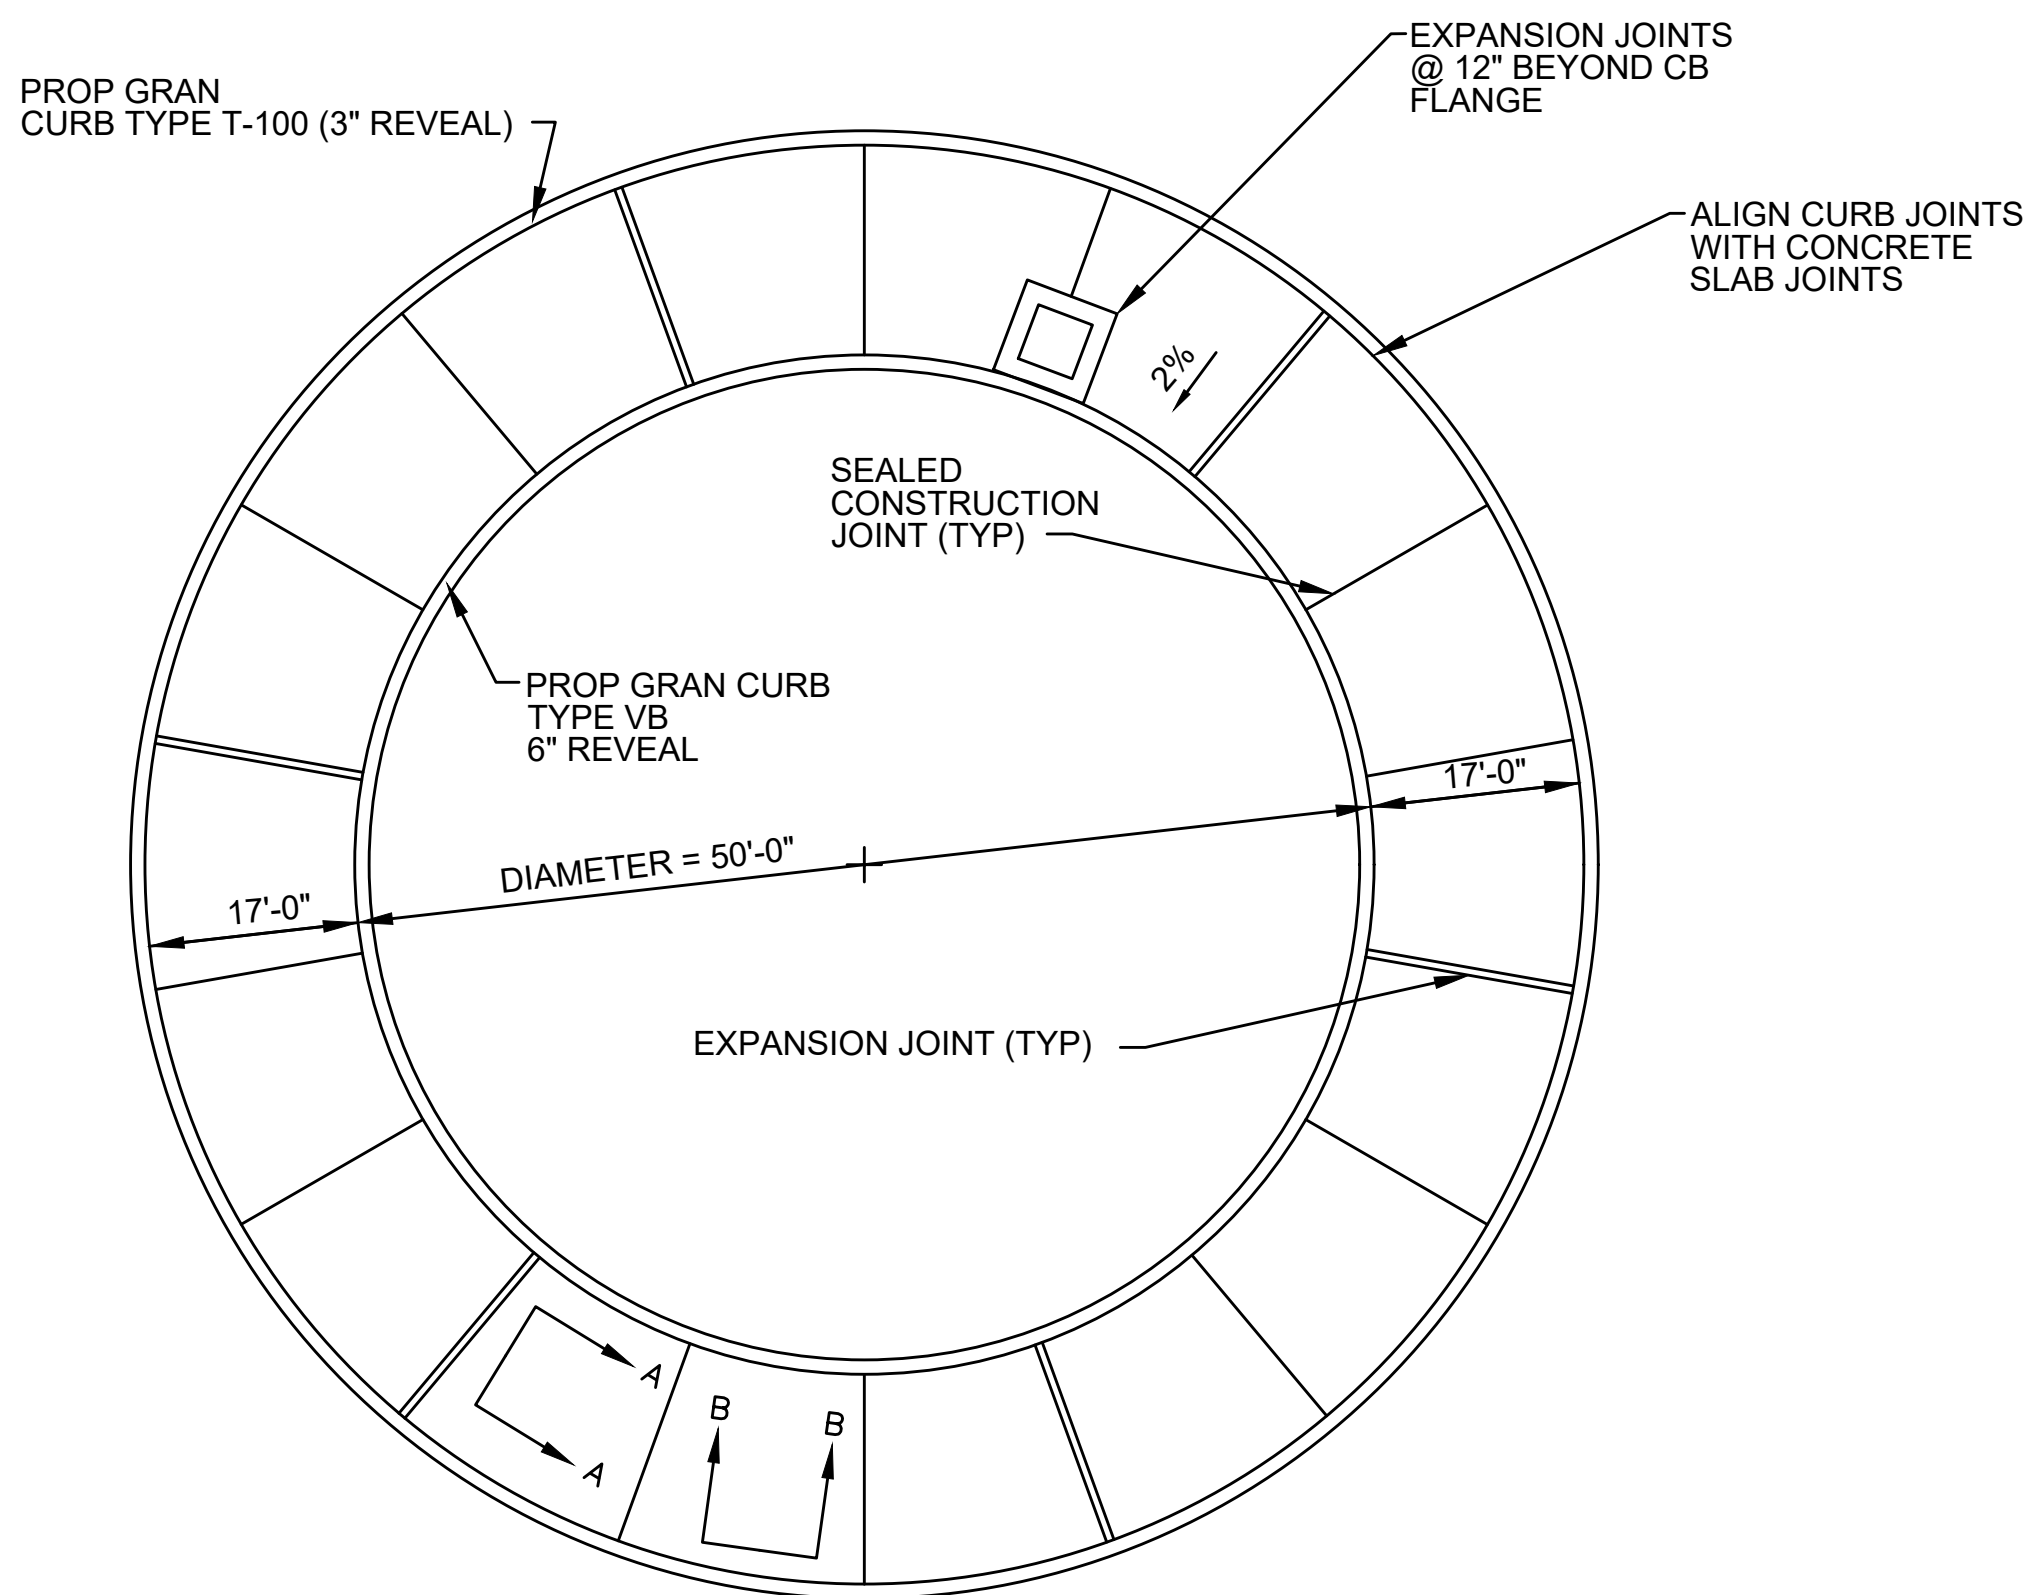 EXPANSION JOINTS
@ 12" BEYOND CB
FLANGE
PROP GRAN
CURB TYPE T-100 (3" REVEAL)
ALIGN CURB JOINTS
WITH CONCRETE
SLAB JOINTS
2%
SEALED
CONSTRUCTION
JOINT (TYP)
PROP GRAN CURB
TYPE VB
6" REVEAL
17'-0"
DIAMETER = 50'-0"
17'-0"
EXPANSION JOINT (TYP)
A
B
B
A